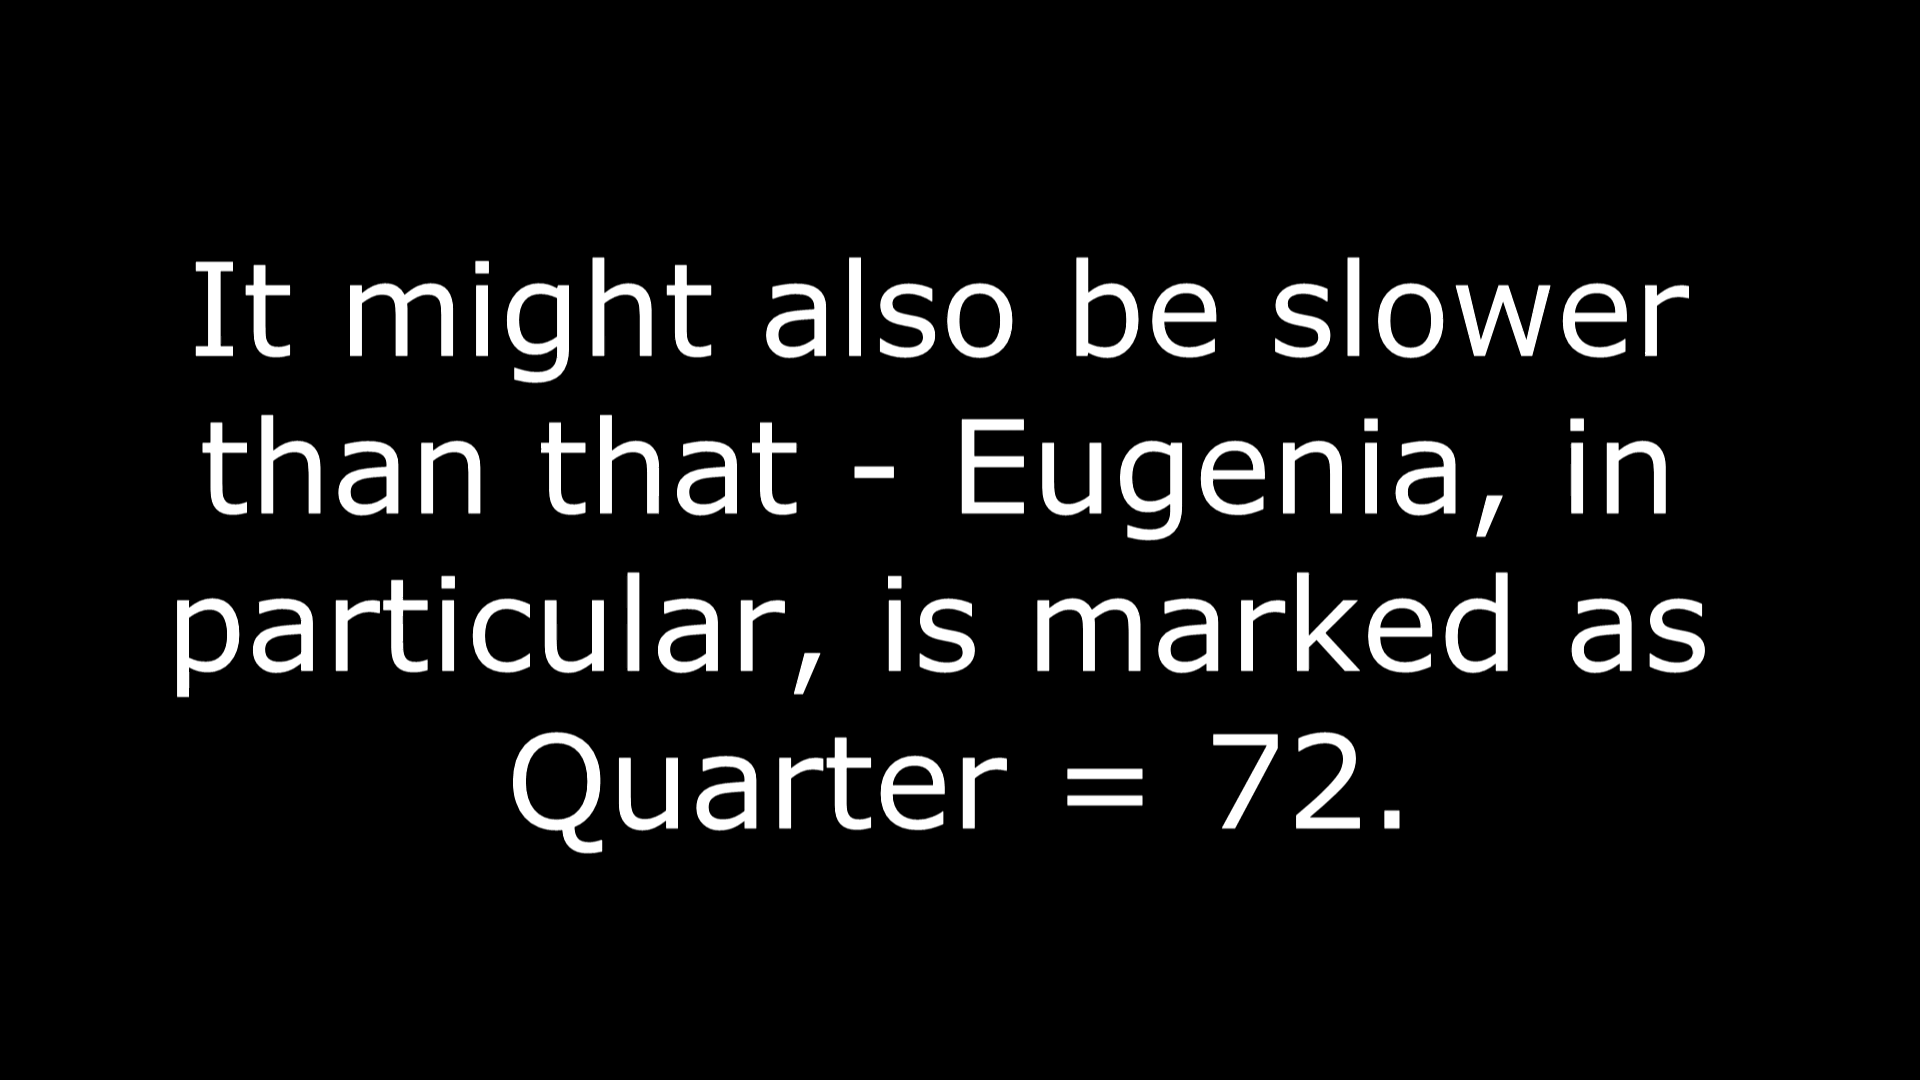 It might also be slower
than that - Eugenia, in
particular, is marked as
Quarter = 72.